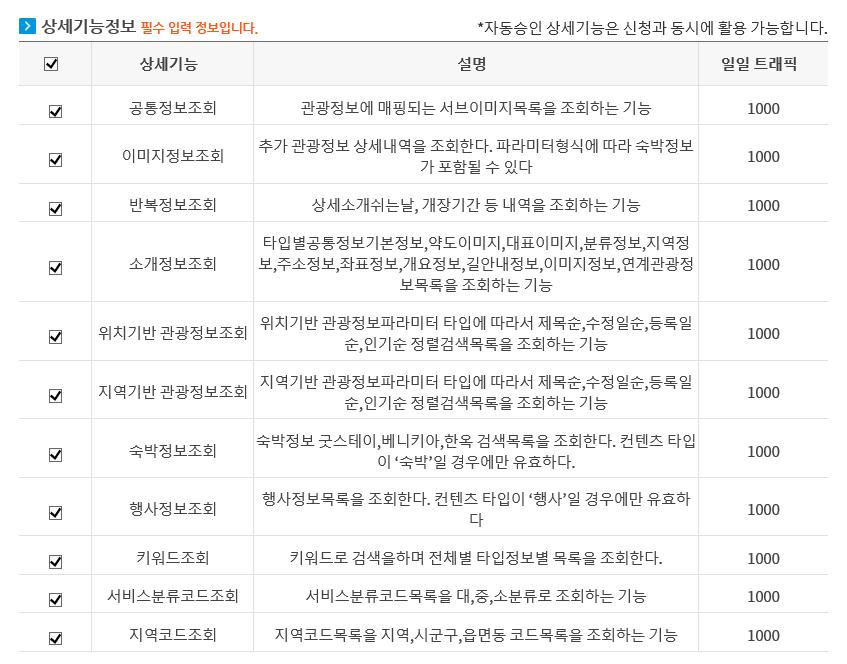 상세기능정보 필수 입력 정보입니다. *자동승인 상세기능은 신청과 동시에 활용 가능합니다.
상세기능 설명 일일 트래픽
공통정보조회 관광정보에 매핑되는 서브이미지목록을 조회하는 기능 1000
추가 관광정보 상세내역을 조회한다. 파라미터형식에 따라 숙박정보
이미지정보조회 1000
가 포함될 수 있다
반복정보조회 상세소개쉬는날, 개장기간 등 내역을 조회하는 기능 1000
타입별공통정보기본정보,약도이미지,대표이미지,분류정보,지역정
소개정보조회 보,주소정보,좌표정보,개요정보,길안내정보,이미지정보,연계관광정 1000
보목록을 조회하는 기능
위치기반 관광정보파라미터 타입에 따라서 제목순,수정일순,등록일
위치기반 관광정보조회 1000
순,인기순 정렬검색목록을 조회하는 기능
지역기반 관광정보파라미터 타입에 따라서 제목순,수정일순,등록일
지역기반 관광정보조회 1000
순,인기순 정렬검색목록을 조회하는 기능
숙박정보 굿스테이,베니키아,한옥 검색목록을 조회한다. 컨텐츠 타입
숙박정보조회 1000
이 ‘숙박’일 경우에만 유효하다.
행사정보목록을 조회한다. 컨텐츠 타입이 ‘행사’일 경우에만 유효하
행사정보조회 1000
다
키워드조회 키워드로 검색을하며 전체별 타입정보별 목록을 조회한다. 1000
서비스분류코드조회 서비스분류코드목록을 대,중,소분류로 조회하는 기능 1000
지역코드조회 지역코드목록을 지역,시군구,읍면동 코드목록을 조회하는 기능 1000